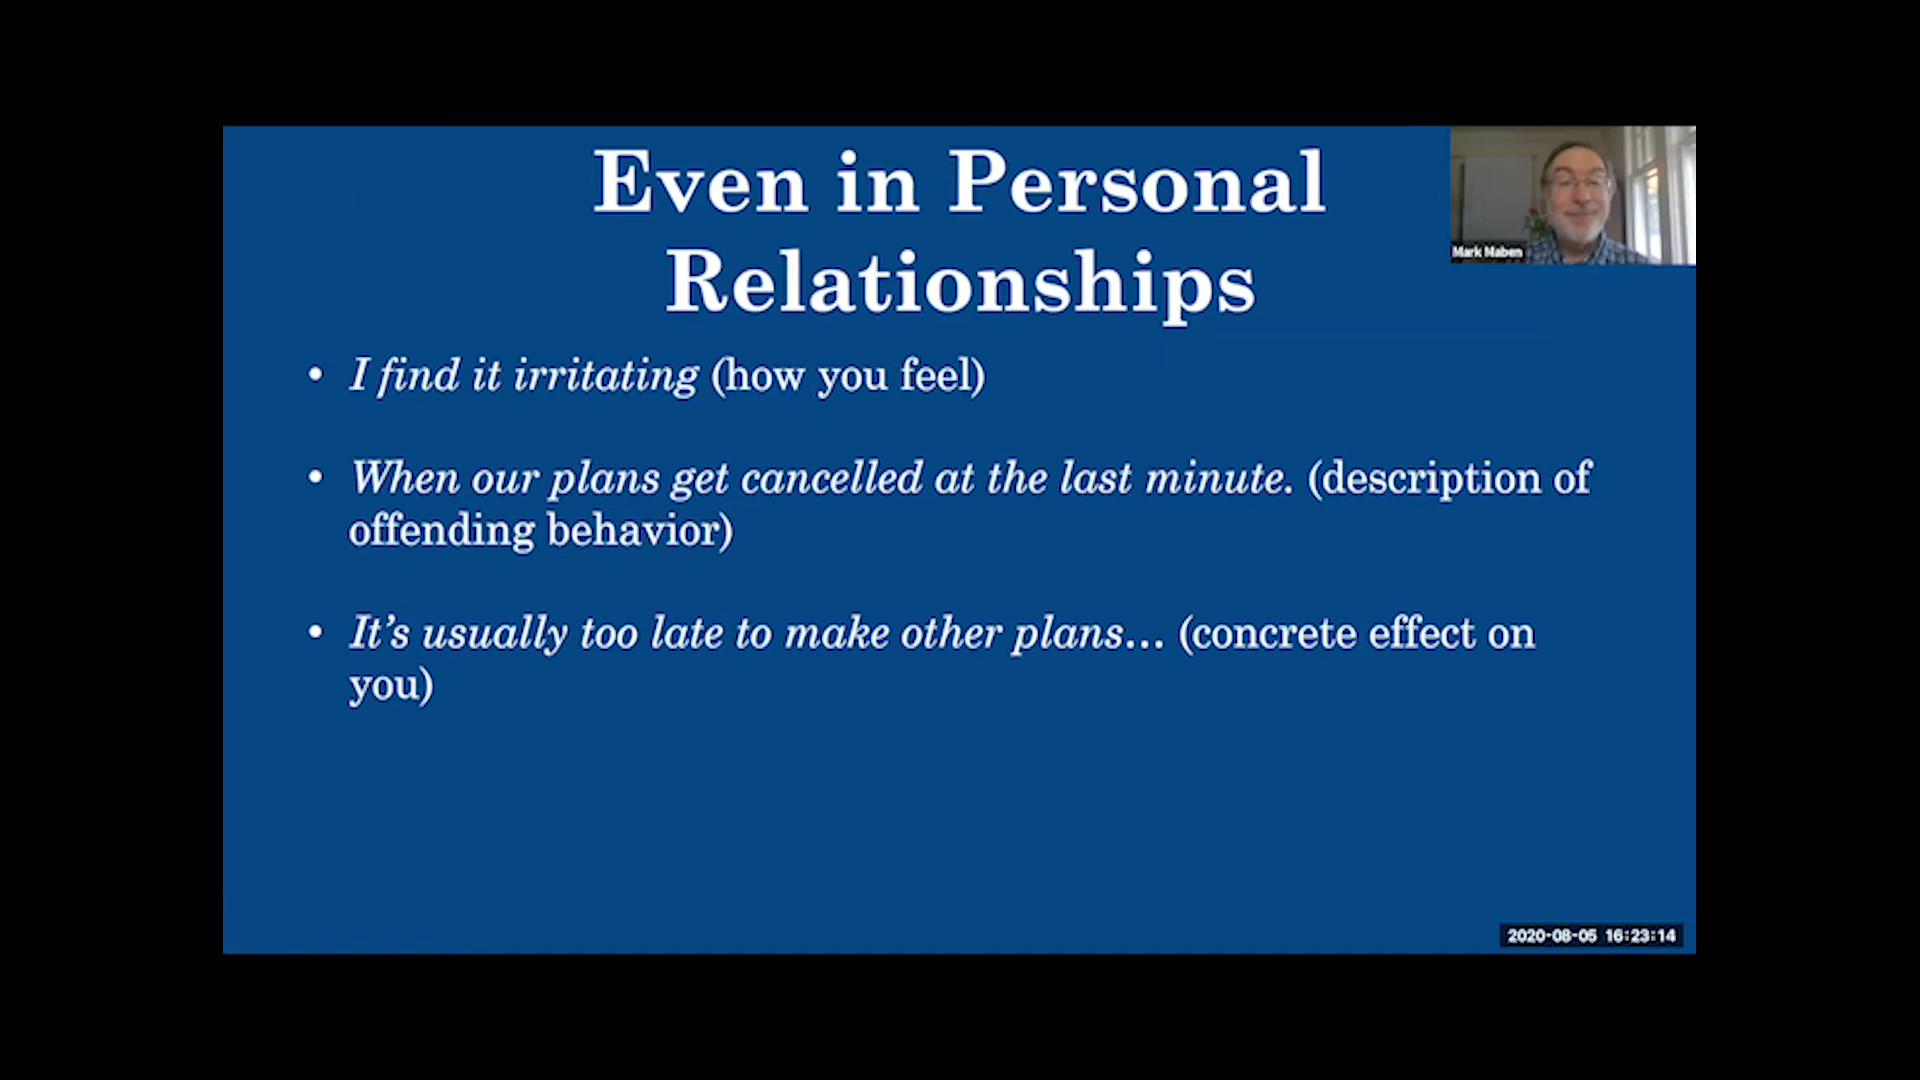 Even in Personal
Relationships
Mark Maben
• I find it irritating (how you feel)
• When our plans get cancelled at the last minute. (description of
offending behavior)
• It’s usually too late to make other plans… (concrete effect on
you)
2020-08-05 16:23:14